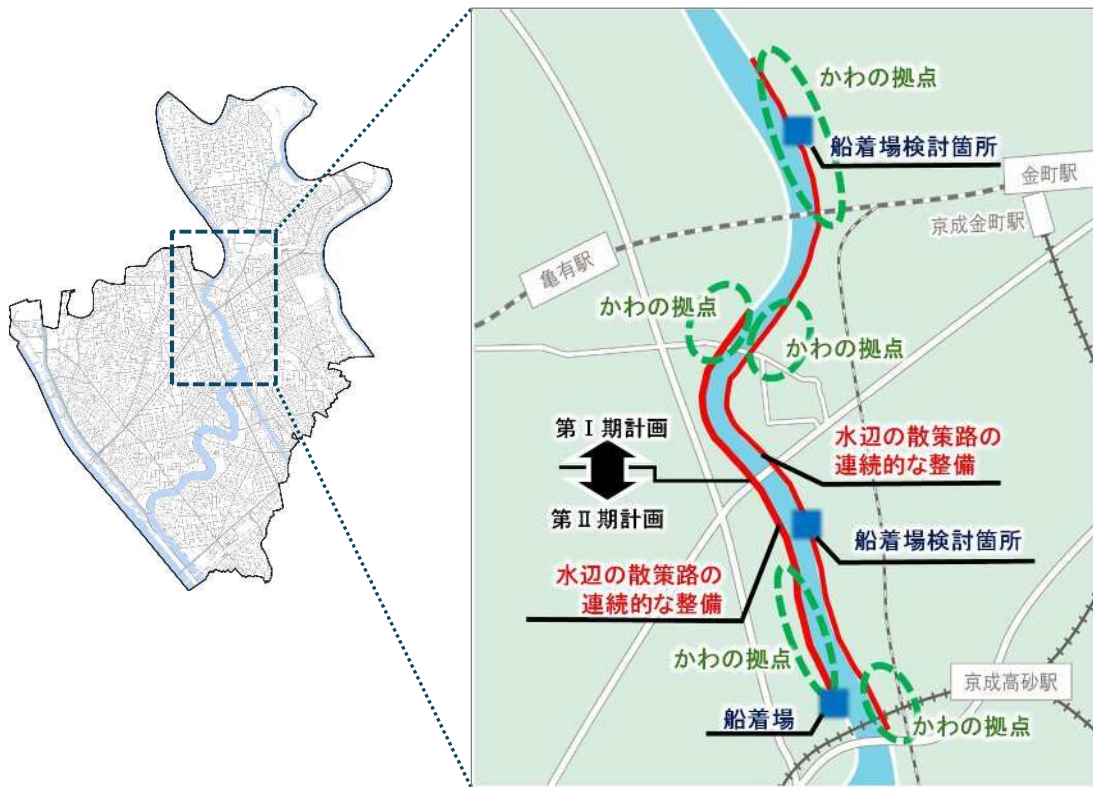 かわの拠点
船着場検討箇所
金町駅
京成金町駅
亀有駅
かわの拠点
かわの拠点
第Ⅰ期計画
水辺の散策路の
連続的な整備
第Ⅱ期計画
船着場検討箇所
水辺の散策路の
連続的な整備
かわの拠点
京成高砂駅
船着場
かわの拠点